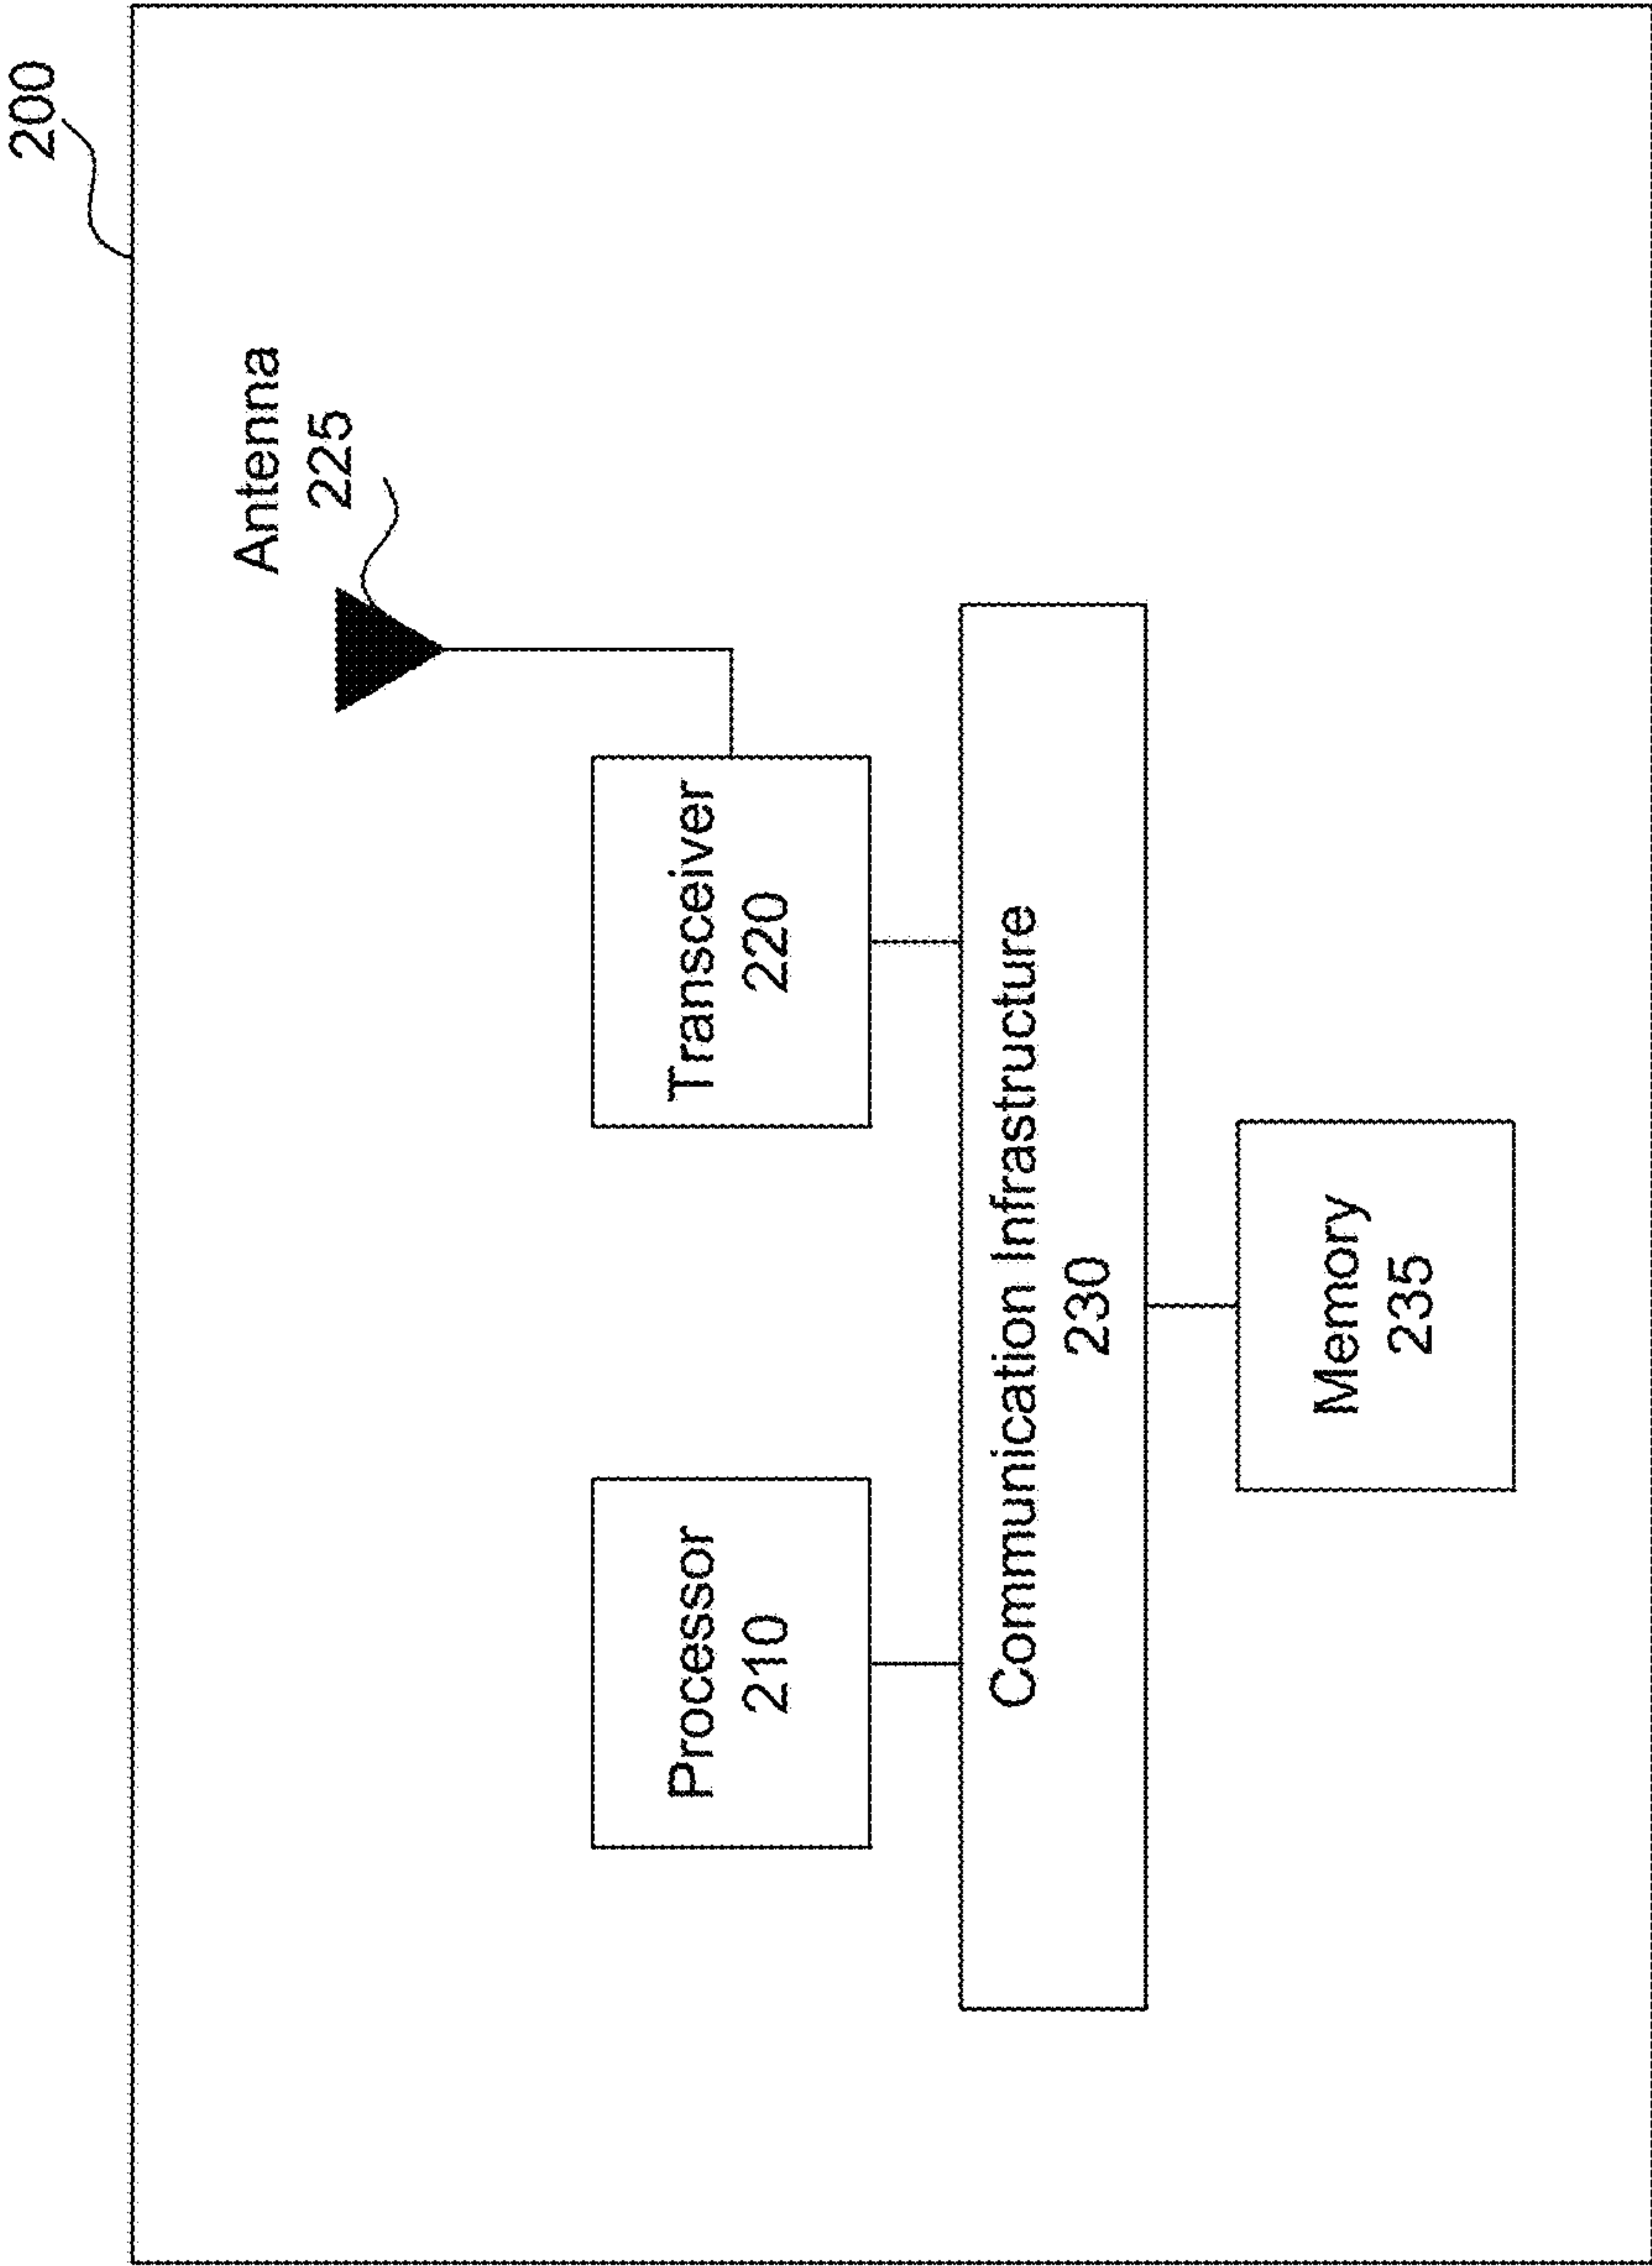 200
Antenna
225
Processor
210
Transceiver
220
Communication Infrastructure
230
Memory
235